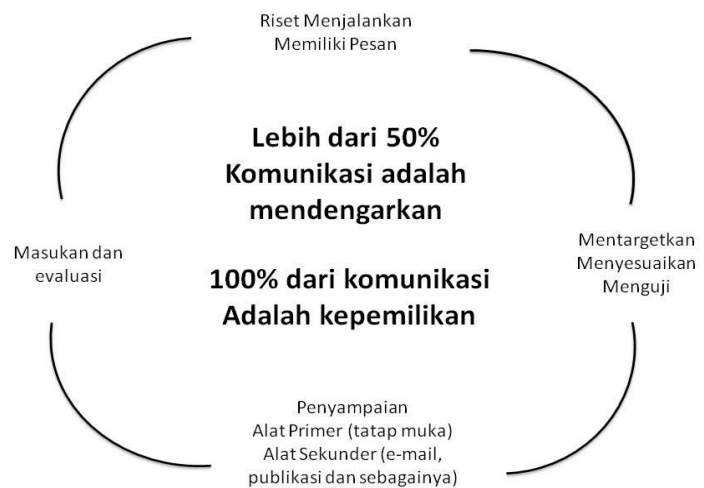 Riset Menjalankan
Memiliki Pesan
Lebih dari 50%
Komunikasi adalah
mendengarkan
Masukan dan
evaluasi
Mentargetkan
Menyesuaikan
Menguji
100% dari komunikasi
Adalah kepemilikan
Penyampaian
Alat Primer (tatap muka)
Alat Sekunder (e-mail,
publikasi dan sebagainya)